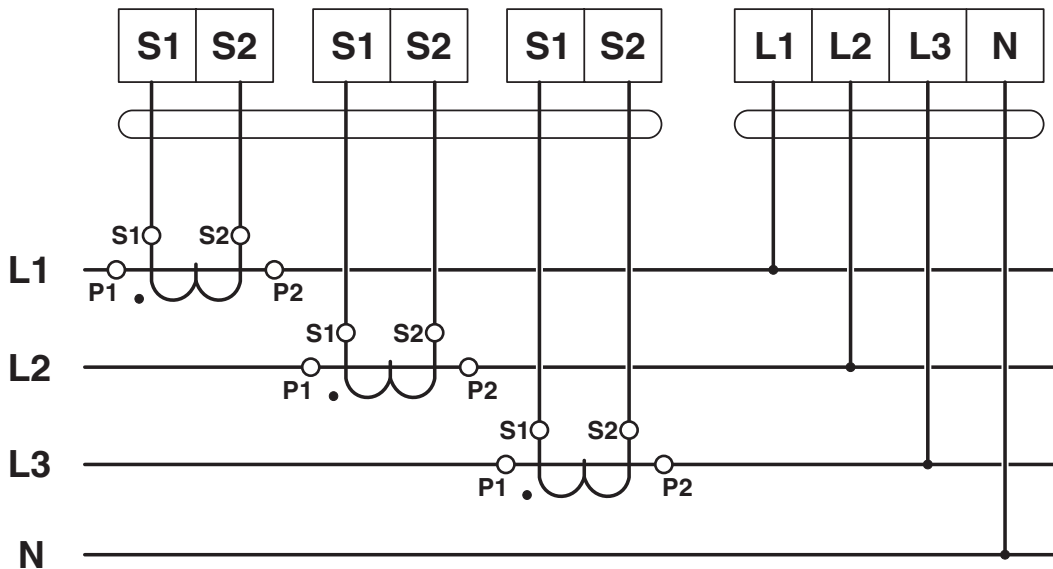 S1 S2 S1 S2 S1 S2 L1 L2 L3 N
S1 S2
L1
P1 P2
S1 S2
L2
P1 P2
S1 S2
L3
P1 P2
N